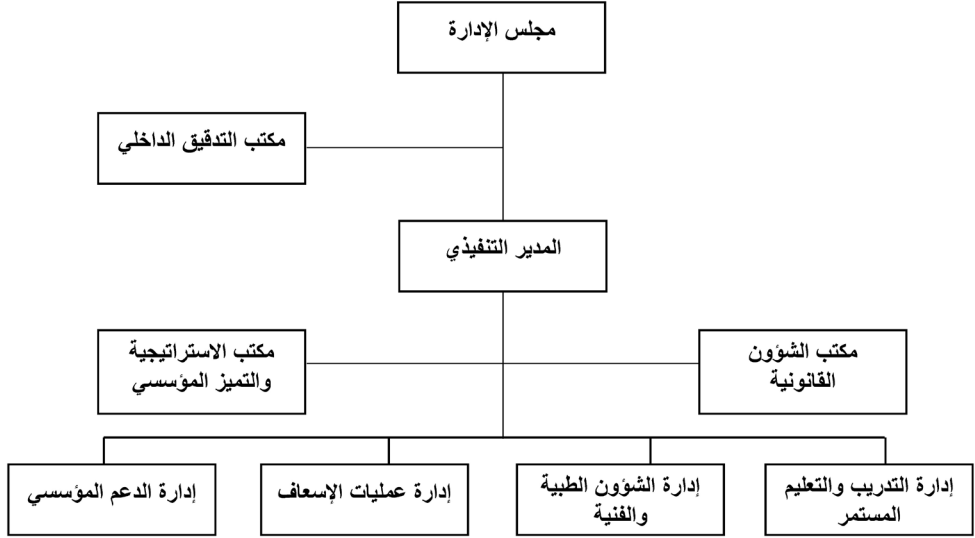 مجلس الإدارة
مكتب التدقيق الداخلي
المدير التنفيذي
مكتب الشؤون
القانونية
مكتب الاستراتيجية
والتميز المؤسسي
إدارة التدريب والتعليم
المستمر
إدارة الشؤون الطبية
والفنية
إدارة عمليات الإسعاف
إدارة الدعم المؤسسي